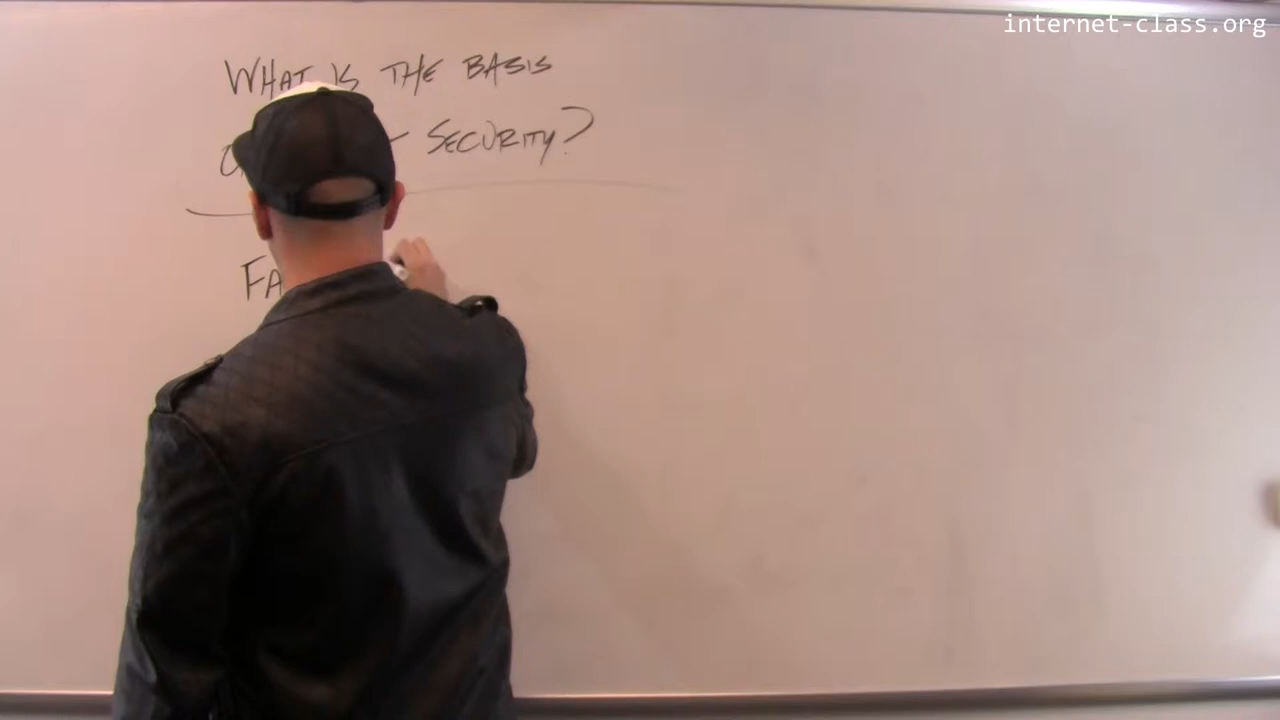 internet-class.org
WHAT IS THE BASIS
SECURITY?
FA